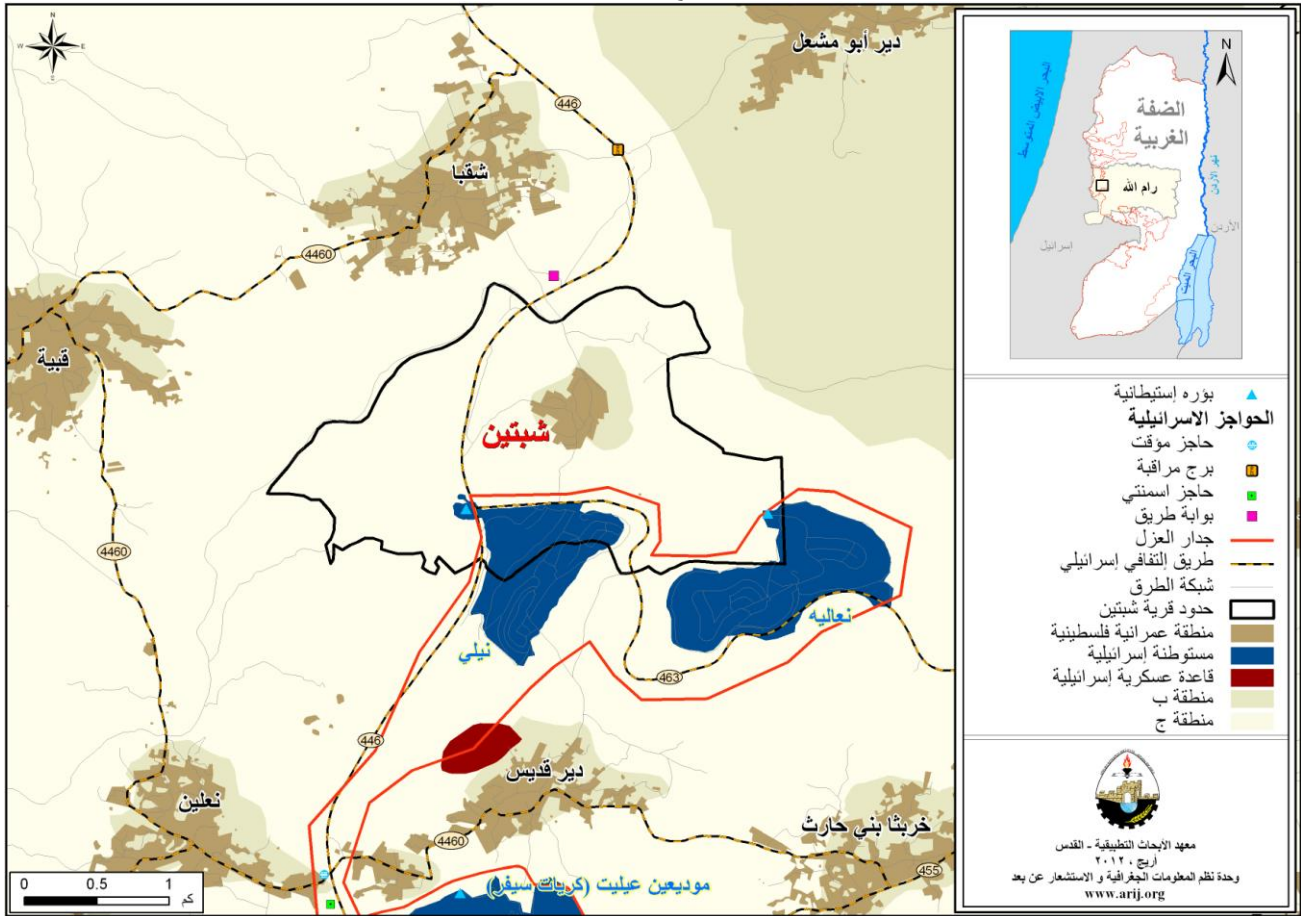 N
W
E
S
دير أبو مشعل
446
شقبا
4460
قبية
شبتين
4460
نعاليه
نيلي
463
446
دير قديس
نعلين
خربثا بني حارث
4460
455
موديعين عيليت (كريات سيفر)
0 0.5 1
كم
N
البحر الابيض المتوسط
الضفة
الغربية
نهر الأردن
رام الله
الأردن
اسرائيل
البحر الميت
بؤره إستيطانية
الحواجز الاسرائيلية
حاجز مؤقت
برج مراقبة
حاجز اسمنتي
بوابة طريق
جدار العزل
طريق إلتفافي إسرائيلي
شبكة الطرق
حدود قرية شبتين
منطقة عمرانية فلسطينية
مستوطنة إسرائيلية
قاعدة عسكرية إسرائيلية
منطقة ب
منطقة ج
معهد الأبحاث التطبيقية - القدس
أريج ، ٢٠١٢
وحدة نظم المعلومات الجغرافية و الاستشعار عن بعد
www.arij.org